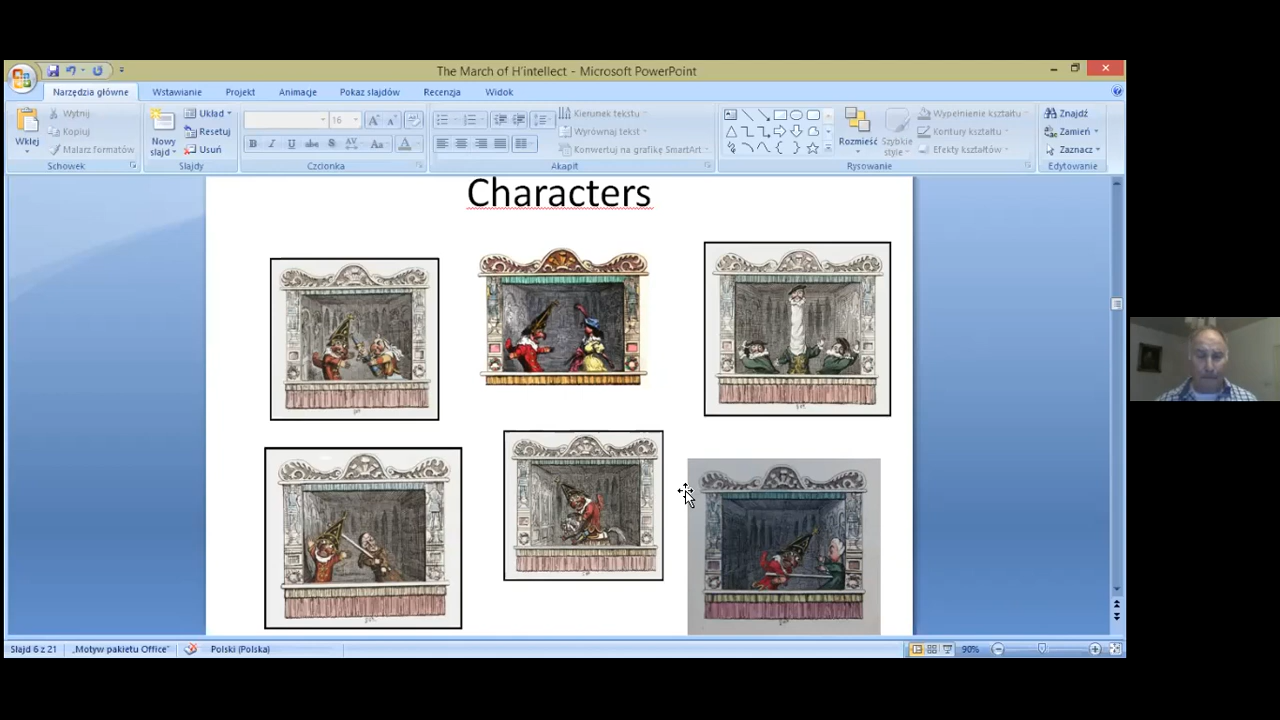 The March of H'intellect - Microsoft PowerPoint
Narzędzia główne Wstawianie Projekt Animacje Pokaz slajdów Recenzja Widok
Wklej
Wytnij
Kopiuj
Malarz formatów
Schowek
Nowy slajd
Układ
Resetuj
Usuń
Slajdy
16
Czcionka
Kierunek tekstu
Wyrównaj tekst
Konwertuj na grafikę SmartArt
Akapit
Rozmieść
Szybkie style
Wypełnienie kształtu
Kontury kształtu
Efekty kształtów
Rysowanie
Znajdź
Zamień
Zaznacz
Edytowanie
Characters
Slajd 6 z 21 „Motyw pakietu Office" Polski (Polska) 90%